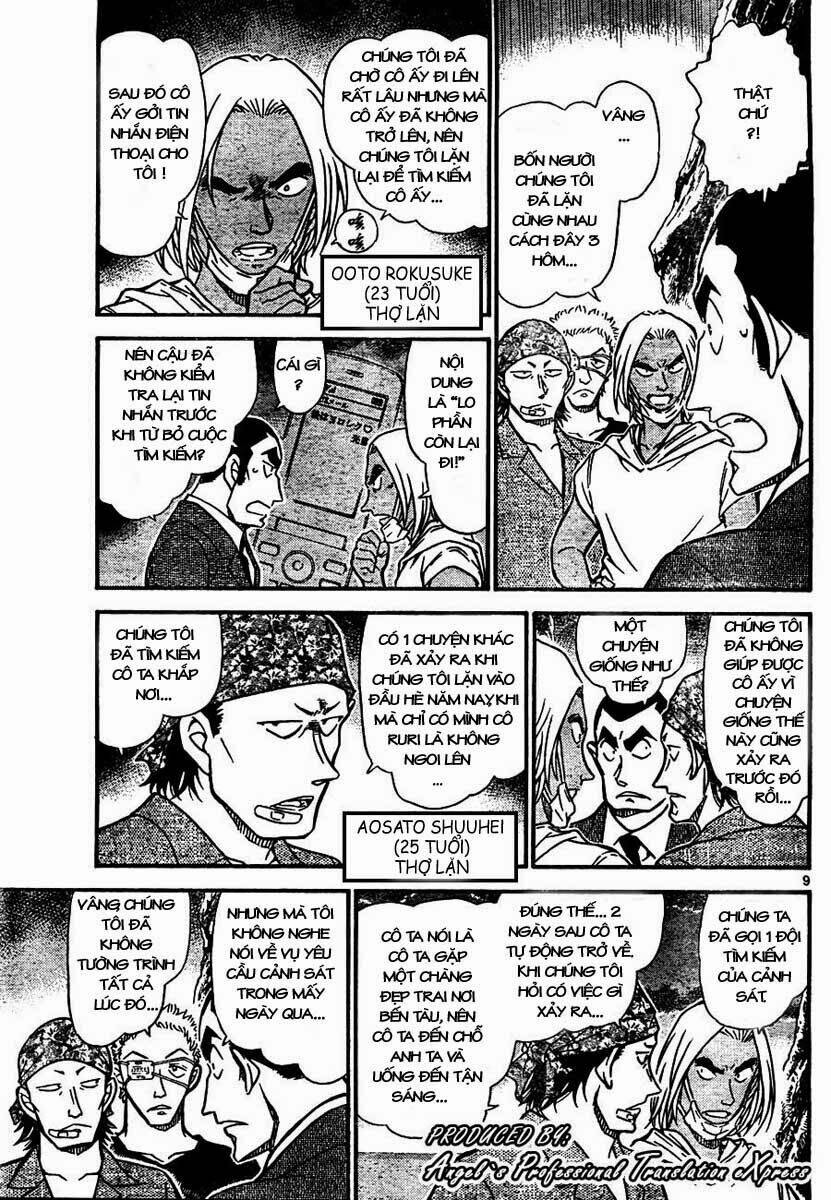 THẬT
CHỨ
?!
VÂNG
...
BỐN NGƯỜI
CHÚNG TÔI
ĐÃ LẶN
CÙNG NHAU
CÁCH ĐÂY 3
HÔM...
CHÚNG TÔI ĐÃ
CHỜ CÔ ẤY ĐI LÊN
RẤT LÂU NHƯNG MÀ
CÔ ẤY ĐÃ KHÔNG
TRỞ LÊN, NÊN
CHÚNG TÔI LẶN
LẠI ĐỂ TÌM KIẾM
CÔ ẤY...
SAU ĐÓ CÔ
ẤY GỞI TIN
NHẮN ĐIỆN
THOẠI CHO
TÔI !
OOTO ROKUSUKE
(23 TUỔI)
THỢ LẶN
NỘI
DUNG
LÀ "LO
PHẦN
CÒN LẠI
ĐI!"
CÁI GÌ
?
NÊN CẬU ĐÃ
KHÔNG KIỂM
TRA LẠI TIN
NHẮN TRƯỚC
KHI TỪ BỎ CUỘC
TÌM KIẾM?
CHÚNG TÔI
ĐÃ KHÔNG
GIÚP ĐƯỢC
CÔ ẤY VÌ
CHUYỆN
GIỐNG THẾ
NÀY CŨNG
XẢY RA
TRƯỚC ĐÓ
RỒI...
MỘT
CHUYỆN
GIỐNG NHƯ
THẾ?
CÓ 1 CHUYỆN KHÁC
ĐÃ XẢY RA KHI
CHÚNG TÔI LẶN VÀO
ĐẦU HÈ NĂM NAY, KHI
MÀ CHỈ CÓ MÌNH CÔ
RURI LÀ KHÔNG
NGOI LÊN
...
CHÚNG TÔI
ĐÃ TÌM KIẾM
CÔ TA KHẮP
NƠI...
AOSATO SHUUHEI
(25 TUỔI)
THỢ LẶN
9
CHÚNG TA
ĐÃ GỌI 1 ĐỘI
TÌM KIẾM
CỦA CẢNH
SÁT.
ĐÚNG THẾ... 2
NGÀY SAU CÔ TA
TỰ ĐỘNG TRỞ VỀ.
KHI CHÚNG TÔI
HỎI CÓ VIỆC GÌ
XẢY RA...
CÔ TA NÓI LÀ
CÔ TA GẶP
MỘT CHÀNG
ĐẸP TRAI NƠI
BẾN TÀU, NÊN
CÔ TA ĐẾN CHỖ
ANH TA VÀ
UỐNG ĐẾN TẬN
SÁNG...
NHƯNG MÀ TÔI
KHÔNG NGHE
NÓI VỀ VỤ YÊU
CẦU CẢNH SÁT
TRONG MẤY
NGÀY QUA...
VÂNG, CHÚNG
TÔI ĐÃ
KHÔNG
TƯỜNG TRÌNH
TẤT CẢ
LÚC ĐÓ...
PRODUCED BY:
Angel's Professional Translation eXpress